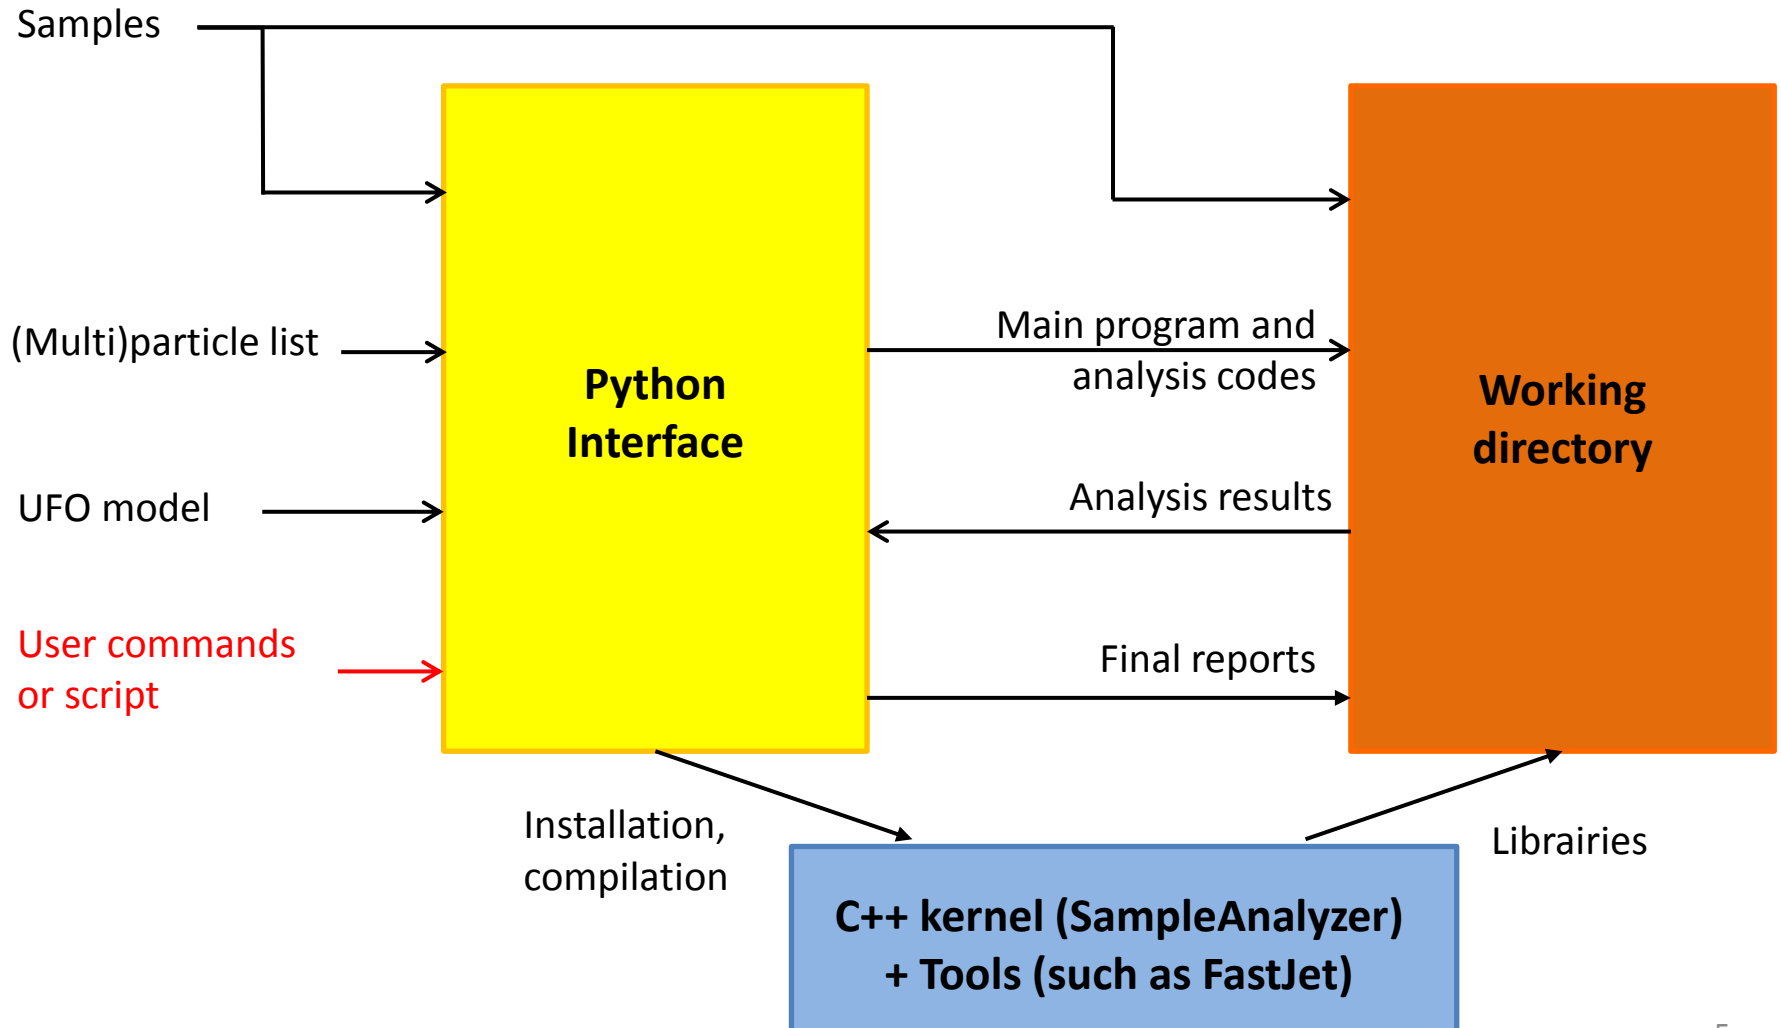 Samples
(Multi)particle list
UFO model
User commands
or script
Python
Interface
Main program and
analysis codes
Analysis results
Final reports
Working
directory
Installation,
compilation
Librairies
C++ kernel (SampleAnalyzer)
+ Tools (such as FastJet)